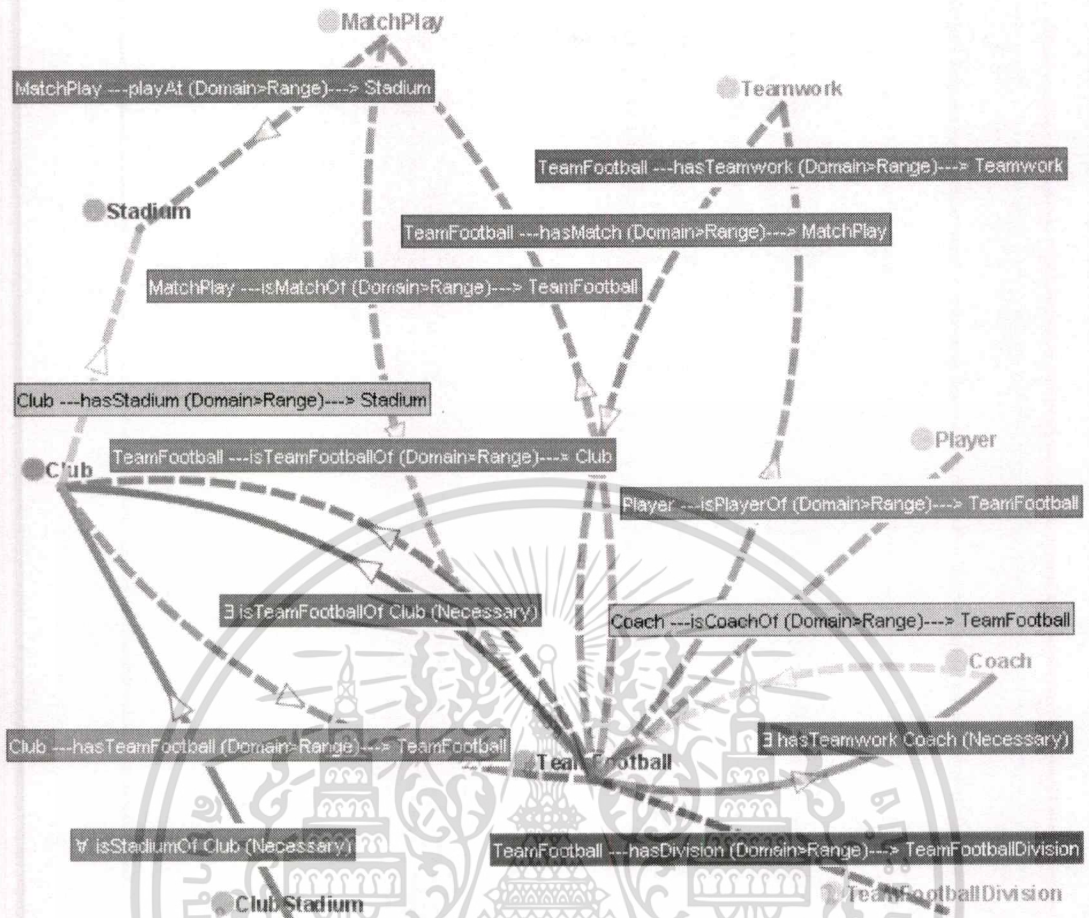 MatchPlay
MatchPlay ---playAt (Domain>Range)---> Stadium
Teamwork
TeamFootball ---hasTeamwork (Domain>Range)---> Teamwork
Stadium
TeamFootball ---hasMatch (Domain>Range)---> MatchPlay
MatchPlay ---isMatchOf (Domain>Range)---> TeamFootball
Club ---hasStadium (Domain>Range)---> Stadium
Player
TeamFootball ---isTeamFootballOf (Domain>Range)---> Club
Club
Player ---isPlayerOf (Domain>Range)---> TeamFootball
∃ isTeamFootballOf Club (Necessary)
Coach ---isCoachOf (Domain>Range)---> TeamFootball
Coach
Club ---hasTeamFootball (Domain>Range)---> TeamFootball
∃ hasTeamwork Coach (Necessary)
TeamFootball
∀ isStadiumOf Club (Necessary)
TeamFootball ---hasDivision (Domain>Range)---> TeamFootballDivision
ClubStadium
TeamFootballDivision